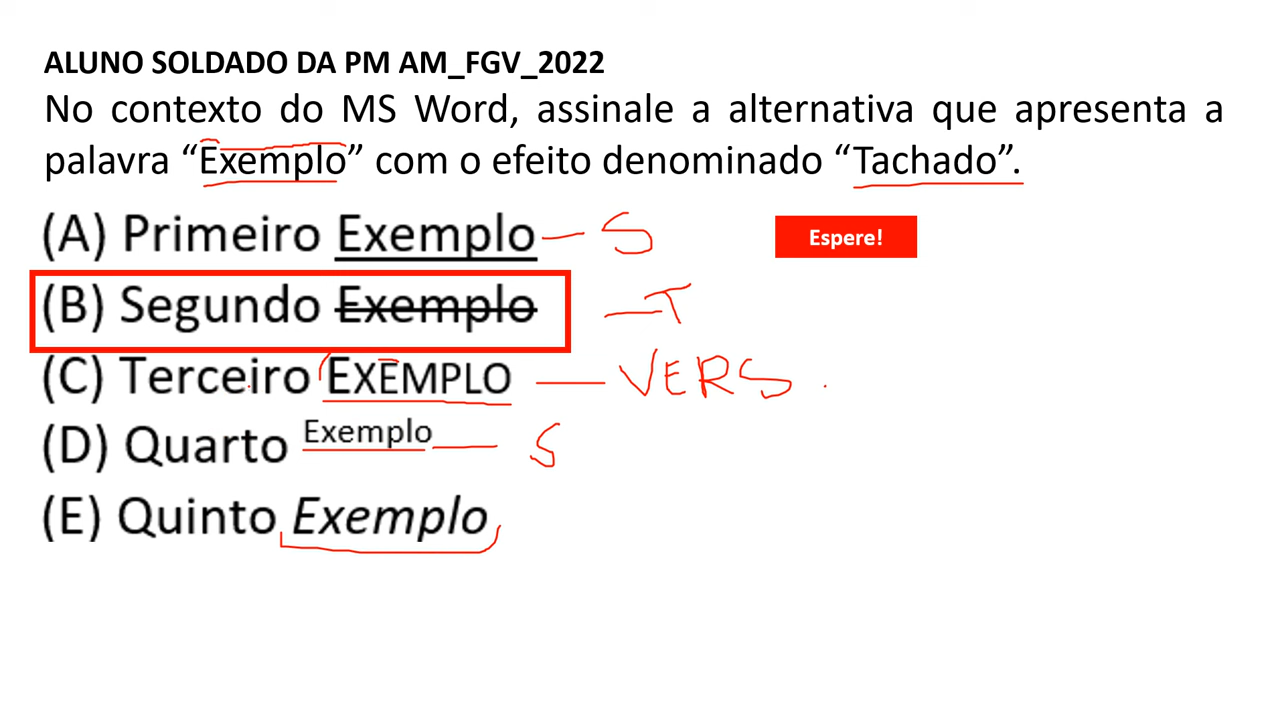 ALUNO SOLDADO DA PM AM_FGV_2022
No contexto do MS Word, assinale a alternativa que apresenta a
palavra “Exemplo” com o efeito denominado “Tachado”.
(A) Primeiro Exemplo — S
Espere!
(B) Segundo Exemplo — T
(C) Terceiro EXEMPLO — VERS
(D) Quarto Exemplo — S
(E) Quinto Exemplo